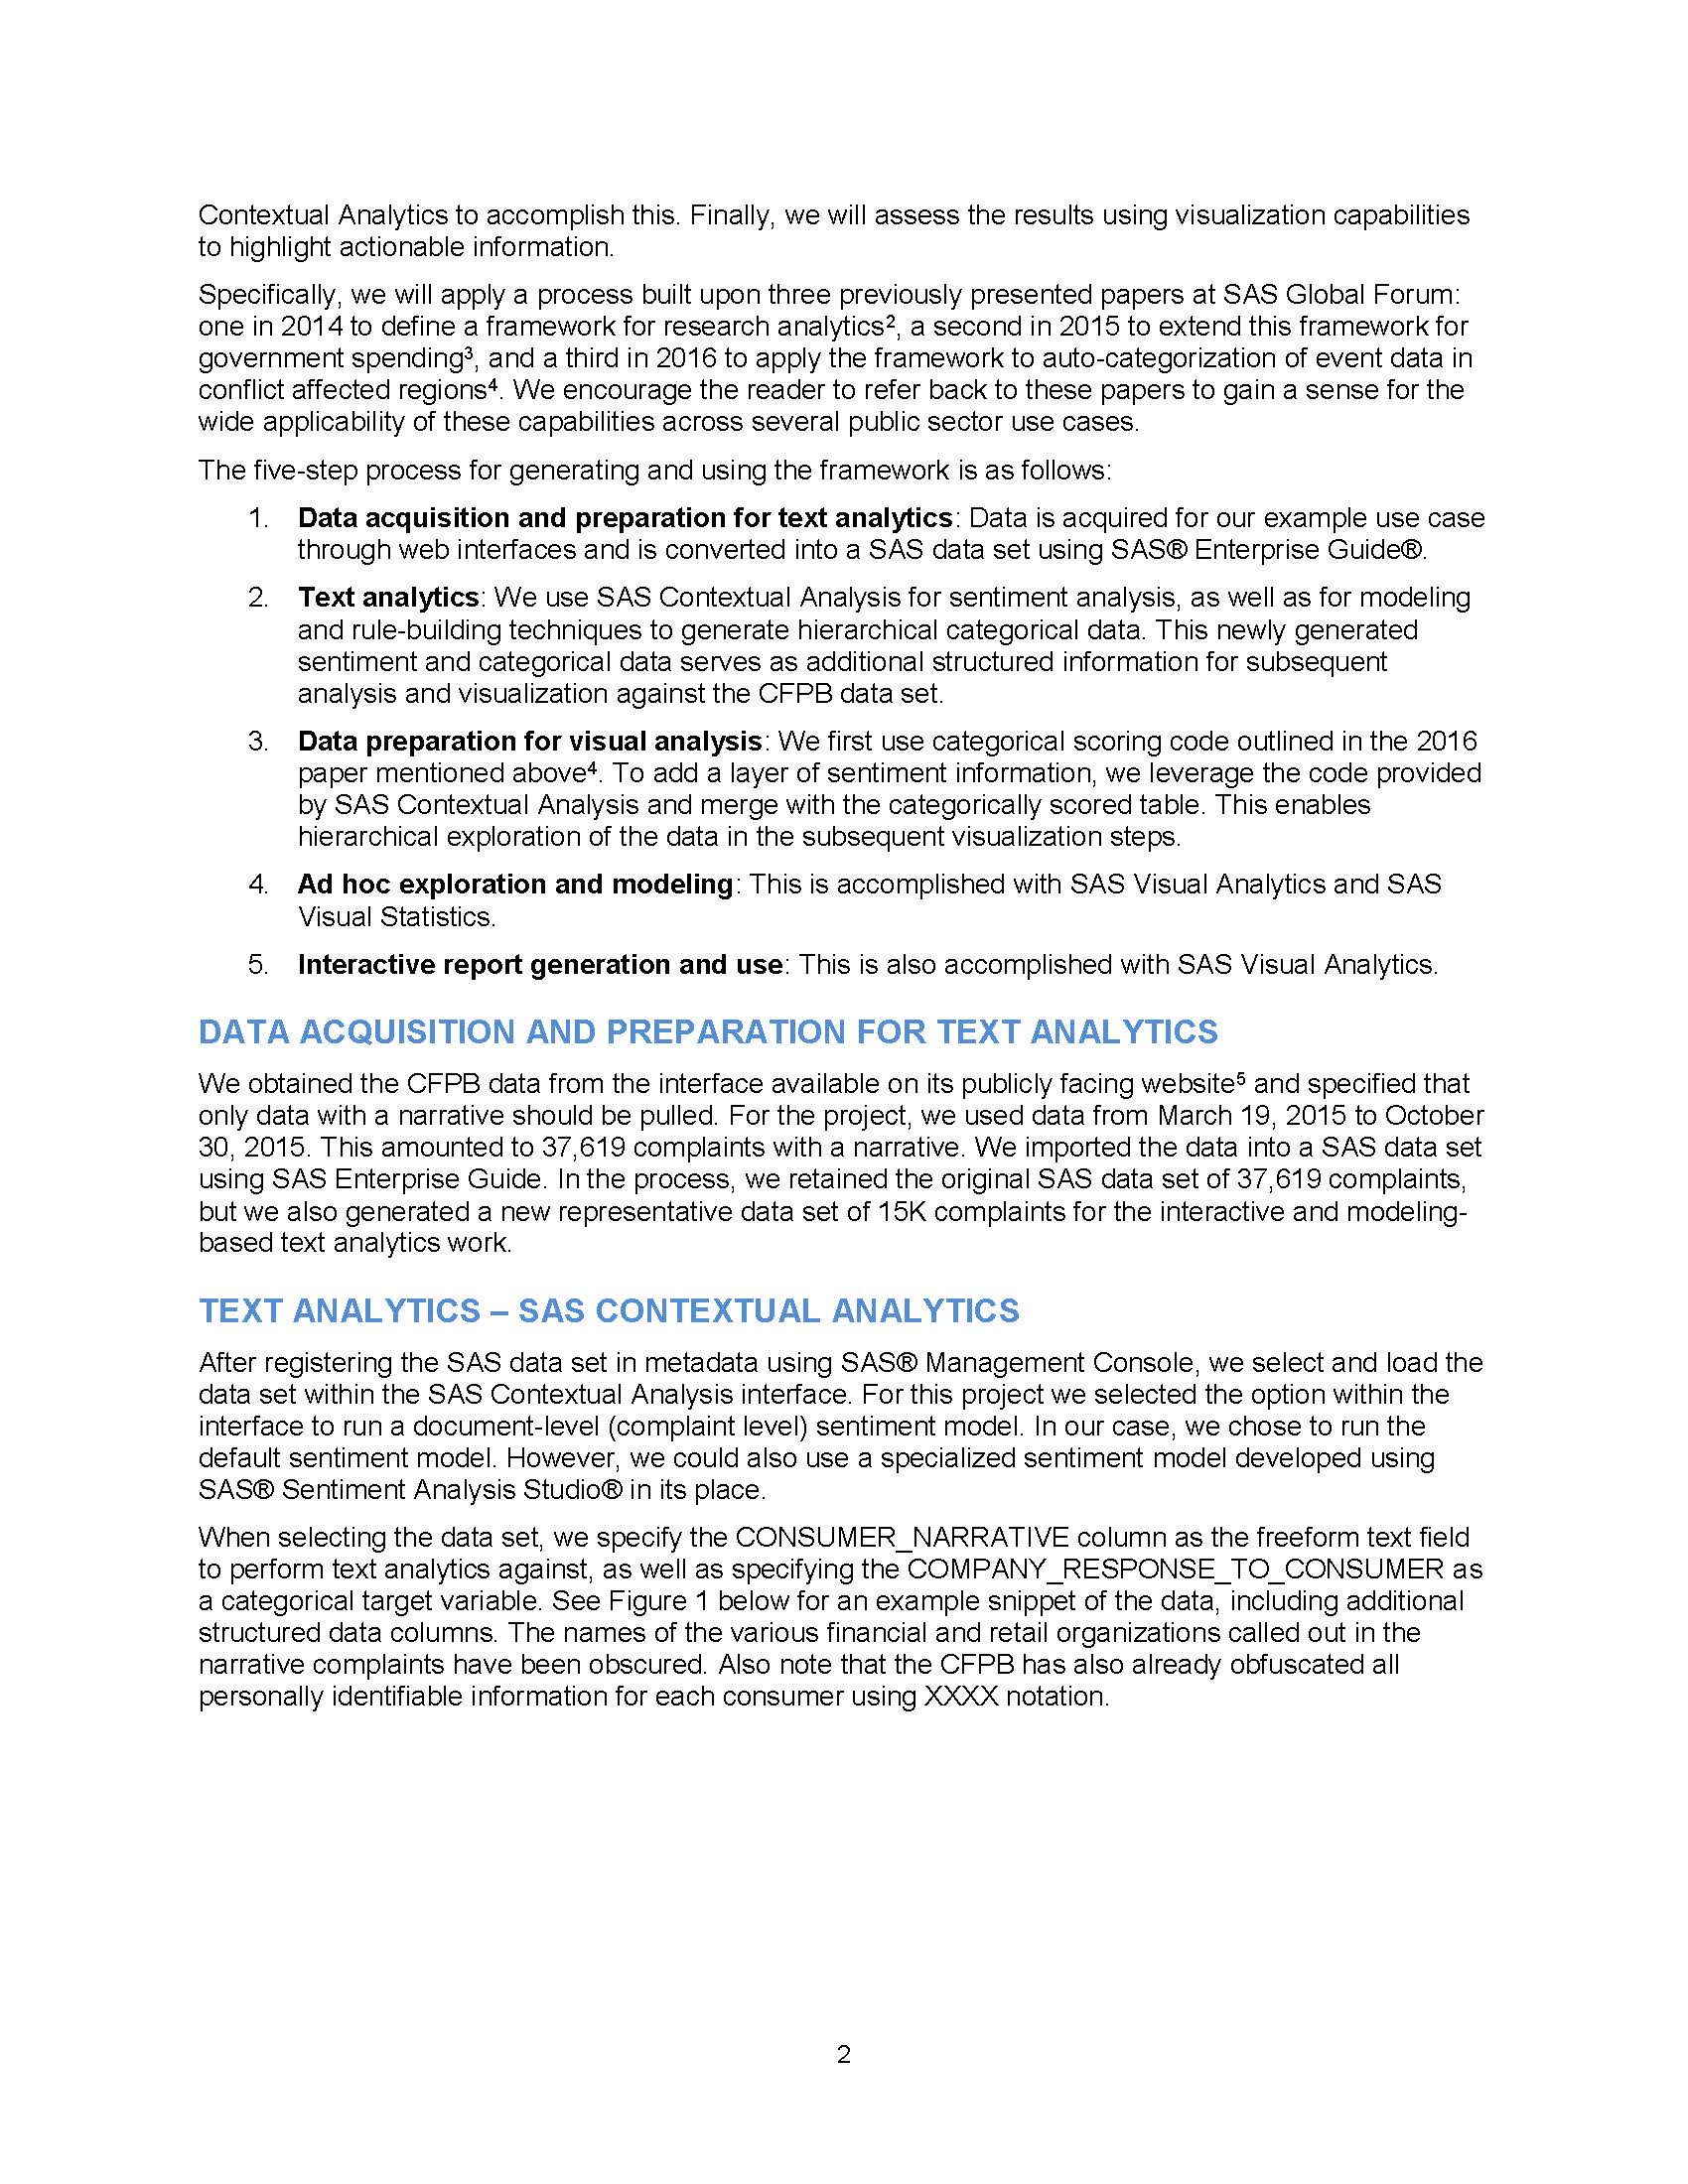 Contextual Analytics to accomplish this. Finally, we will assess the results using visualization capabilities
to highlight actionable information.
Specifically, we will apply a process built upon three previously presented papers at SAS Global Forum:
one in 2014 to define a framework for research analytics², a second in 2015 to extend this framework for
government spending³, and a third in 2016 to apply the framework to auto-categorization of event data in
conflict affected regions⁴. We encourage the reader to refer back to these papers to gain a sense for the
wide applicability of these capabilities across several public sector use cases.
The five-step process for generating and using the framework is as follows:
1. Data acquisition and preparation for text analytics: Data is acquired for our example use case
through web interfaces and is converted into a SAS data set using SAS® Enterprise Guide®.
2. Text analytics: We use SAS Contextual Analysis for sentiment analysis, as well as for modeling
and rule-building techniques to generate hierarchical categorical data. This newly generated
sentiment and categorical data serves as additional structured information for subsequent
analysis and visualization against the CFPB data set.
3. Data preparation for visual analysis: We first use categorical scoring code outlined in the 2016
paper mentioned above⁴. To add a layer of sentiment information, we leverage the code provided
by SAS Contextual Analysis and merge with the categorically scored table. This enables
hierarchical exploration of the data in the subsequent visualization steps.
4. Ad hoc exploration and modeling: This is accomplished with SAS Visual Analytics and SAS
Visual Statistics.
5. Interactive report generation and use: This is also accomplished with SAS Visual Analytics.
DATA ACQUISITION AND PREPARATION FOR TEXT ANALYTICS
We obtained the CFPB data from the interface available on its publicly facing website⁵ and specified that
only data with a narrative should be pulled. For the project, we used data from March 19, 2015 to October
30, 2015. This amounted to 37,619 complaints with a narrative. We imported the data into a SAS data set
using SAS Enterprise Guide. In the process, we retained the original SAS data set of 37,619 complaints,
but we also generated a new representative data set of 15K complaints for the interactive and modeling-
based text analytics work.
TEXT ANALYTICS – SAS CONTEXTUAL ANALYTICS
After registering the SAS data set in metadata using SAS® Management Console, we select and load the
data set within the SAS Contextual Analysis interface. For this project we selected the option within the
interface to run a document-level (complaint level) sentiment model. In our case, we chose to run the
default sentiment model. However, we could also use a specialized sentiment model developed using
SAS® Sentiment Analysis Studio® in its place.
When selecting the data set, we specify the CONSUMER_NARRATIVE column as the freeform text field
to perform text analytics against, as well as specifying the COMPANY_RESPONSE_TO_CONSUMER as
a categorical target variable. See Figure 1 below for an example snippet of the data, including additional
structured data columns. The names of the various financial and retail organizations called out in the
narrative complaints have been obscured. Also note that the CFPB has also already obfuscated all
personally identifiable information for each consumer using XXXX notation.
2